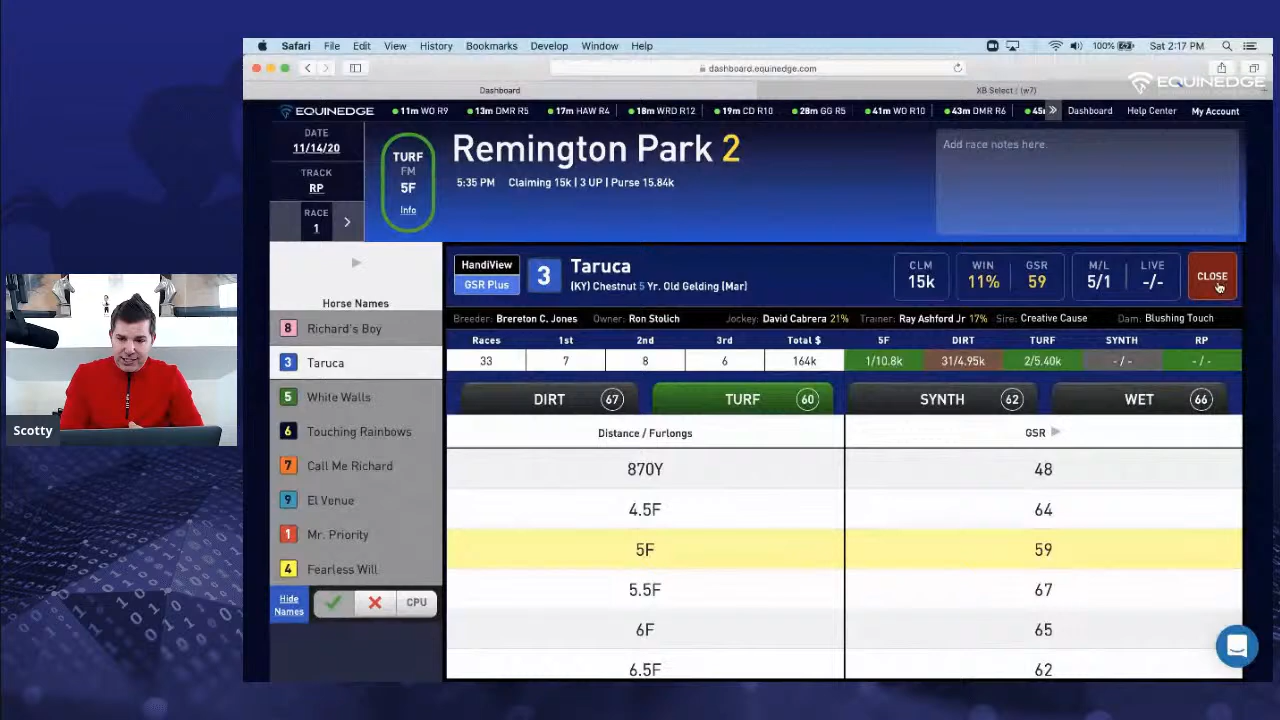 Safari File Edit View History Bookmarks Develop Window Help
100% Sat 2:17 PM
dashboard.equinedge.com
EQUINEDGE
Dashboard
XB Select / (w7)
EQUINEDGE 11m WO R9 13m DMR R5 17m HAW R4 18m WRD R12 19m CD R10 28m GG R5 41m WO R10 43m DMR R6 Dashboard Help Center My Account
DATE
11/14/20
TRACK
RP
RACE
1
TURF
FM
5F
Info
Remington Park 2
5:35 PM Claiming 15k | 3 UP | Purse 15.84k
Add race notes here
Horse Names
8 Richard's Boy
3 Taruca
5 White Walls
6 Touching Rainbows
7 Call Me Richard
9 El Venue
1 Mr. Priority
4 Fearless Will
Hide Names
CPU
HandiView
GSR Plus
3
Taruca
(KY) Chestnut 5 Yr. Old Gelding (Mar)
CLM
15k
WIN GSR
11% 59
M/L LIVE
5/1 -/-
CLOSE
Breeder: Brereton C. Jones Owner: Ron Stolich Jockey: David Cabrera 21% Trainer: Ray Ashford Jr 17% Sire: Creative Cause Dam: Blushing Touch
Races 1st 2nd 3rd Total $ 5F DIRT TURF SYNTH RP
33 7 8 6 164k 1/10.8k 31/4.95k 2/5.40k - / - - / -
DIRT 67 TURF 60 SYNTH 62 WET 66
Distance / Furlongs GSR
870Y 48
4.5F 64
5F 59
5.5F 67
6F 65
6.5F 62
Scotty